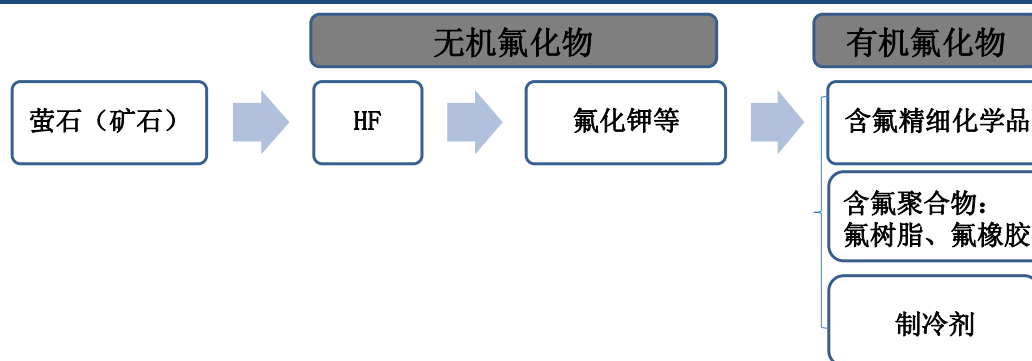 无机氟化物
有机氟化物
萤石（矿石）
HF
氟化钾等
含氟精细化学品
含氟聚合物：
氟树脂、氟橡胶
制冷剂